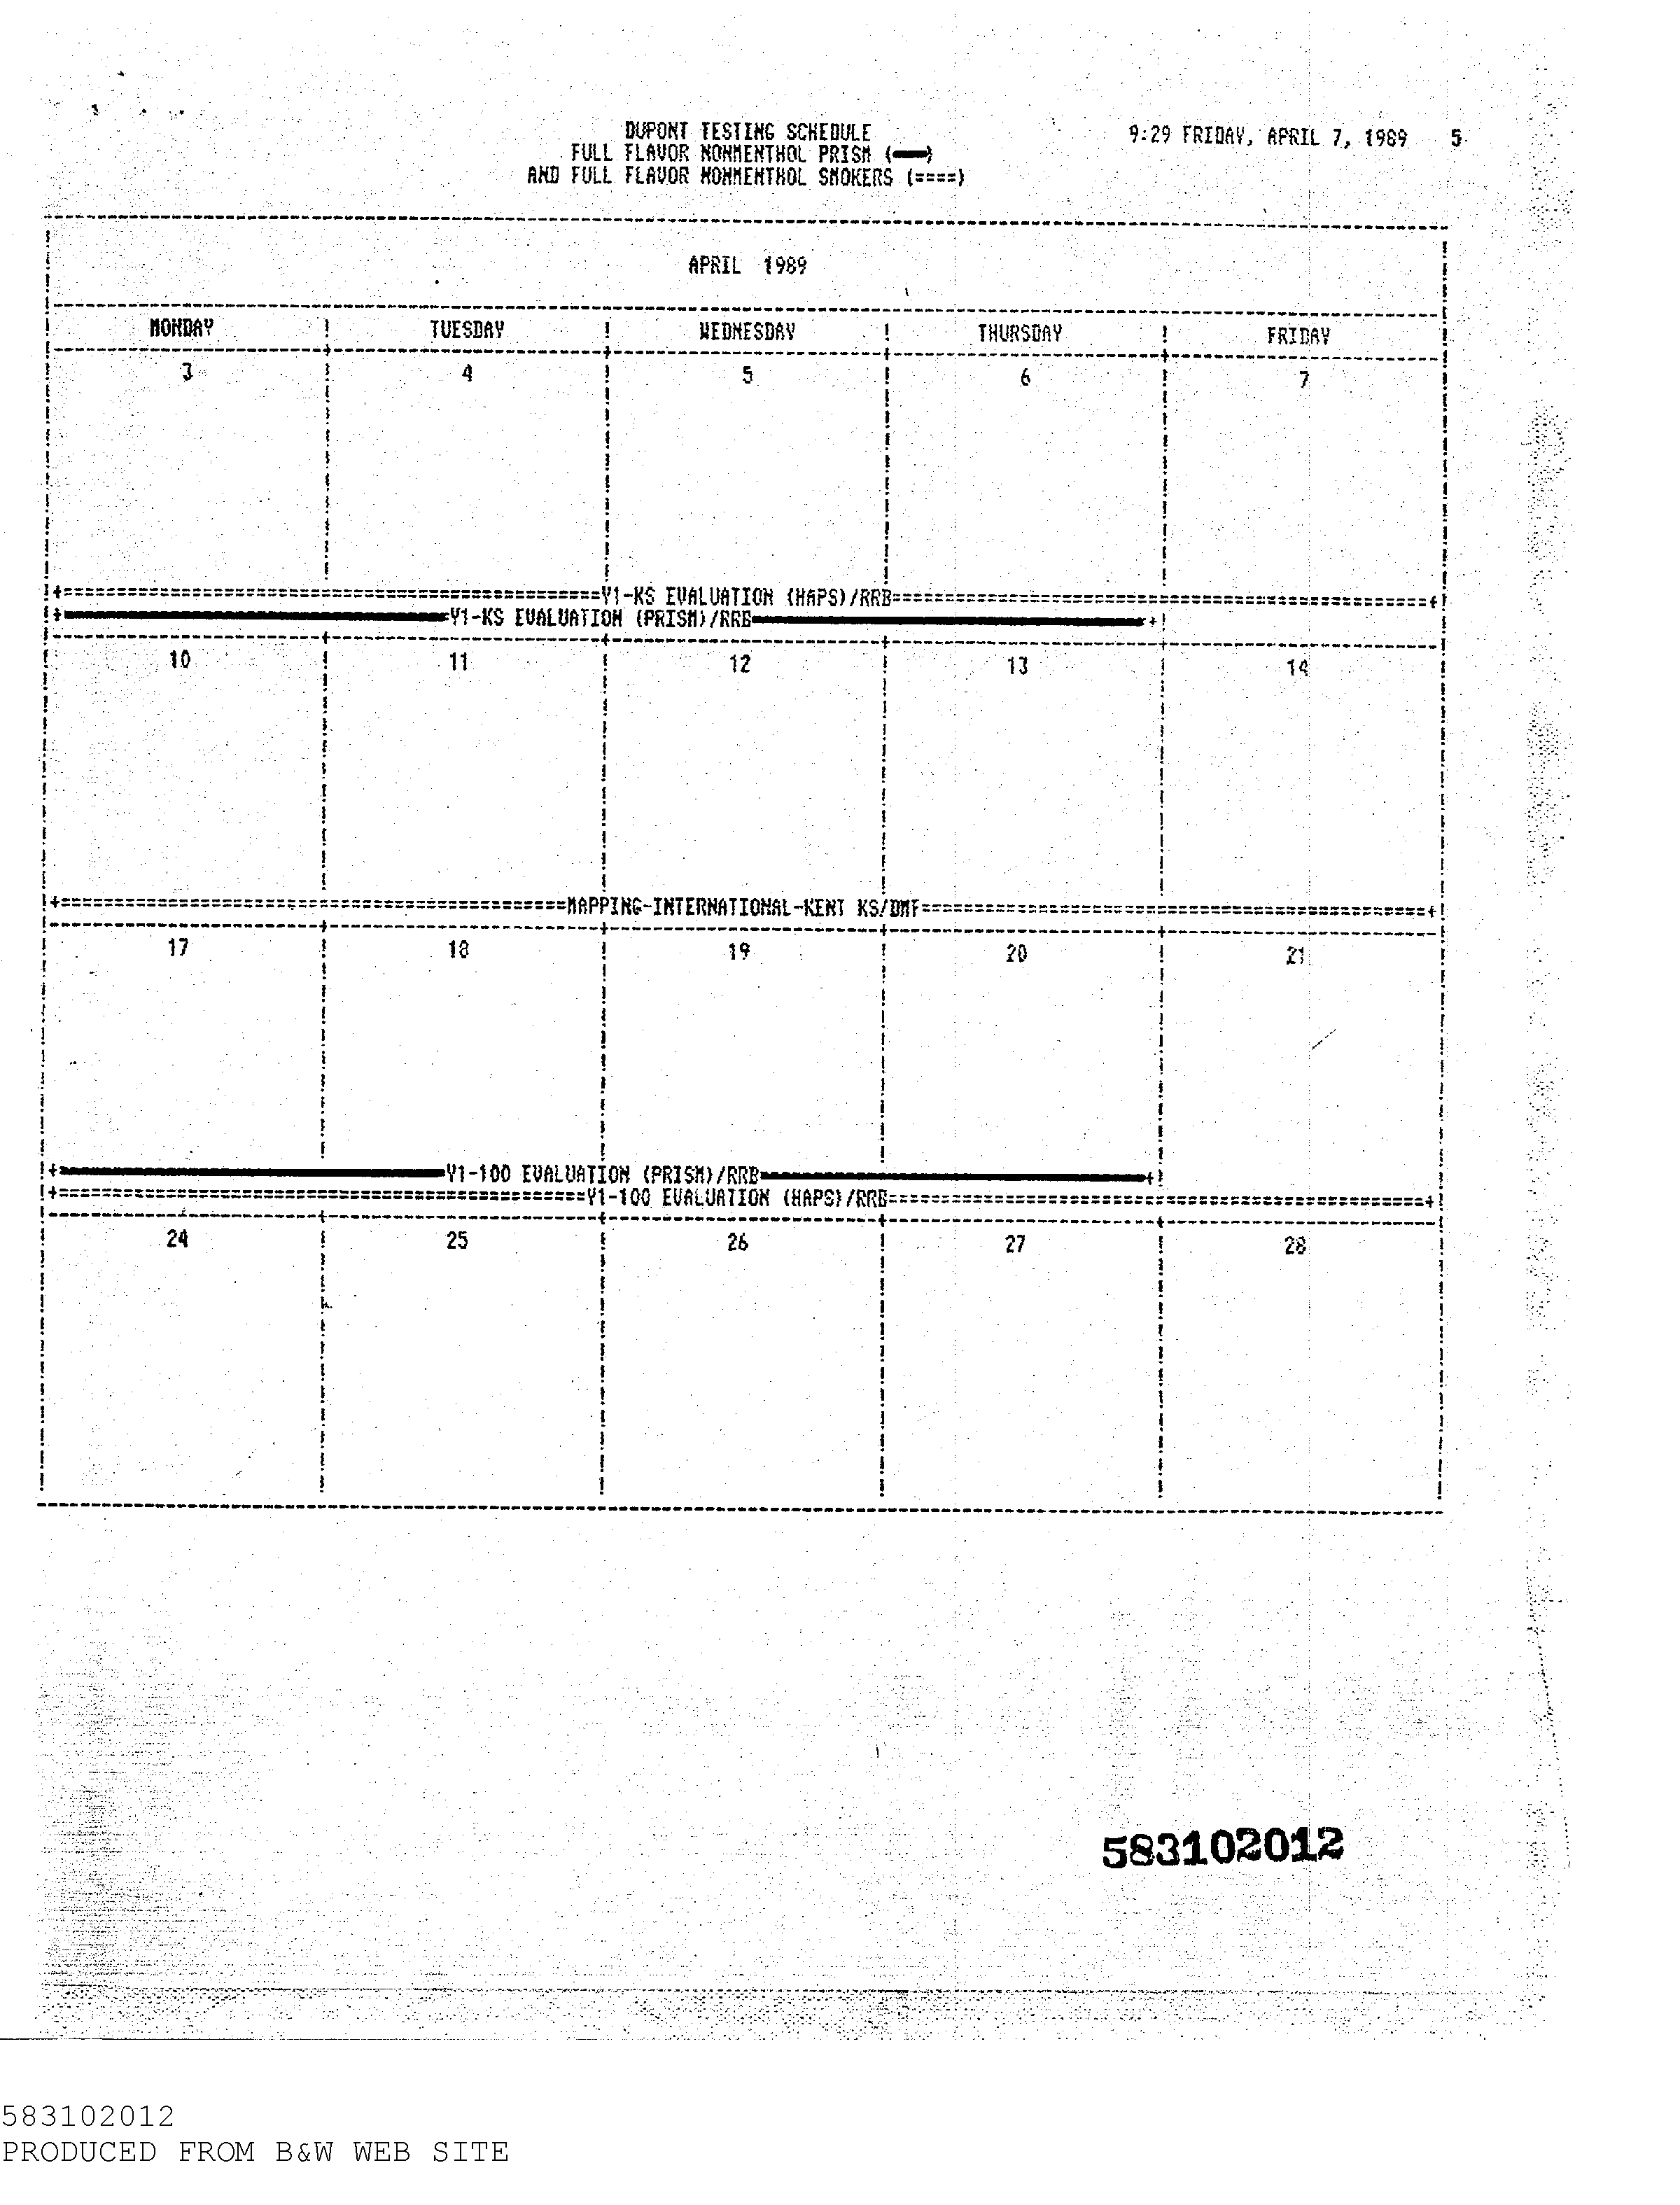 DUPONT TESTING SCHEDULE
9:29 FRIDAY, APRIL 7, 1989 5
FULL FLAVOR NONMENTHOL PRISM (——)
AND FULL FLAVOR NONMENTHOL SMOKERS (====)
APRIL 1989
MONDAY TUESDAY WEDNESDAY THURSDAY FRIDAY
3 4 5 6 7
Y1-KS EVALUATION (HAPS)/RRB
Y1-KS EVALUATION (PRISM)/RRB
10 11 12 13 14
MAPPING-INTERNATIONAL-KENT KS/DMF
17 18 19 20 21
Y1-100 EVALUATION (PRISM)/RRB
Y1-100 EVALUATION (HAPS)/RRB
24 25 26 27 28
583102012
583102012
PRODUCED FROM B&W WEB SITE